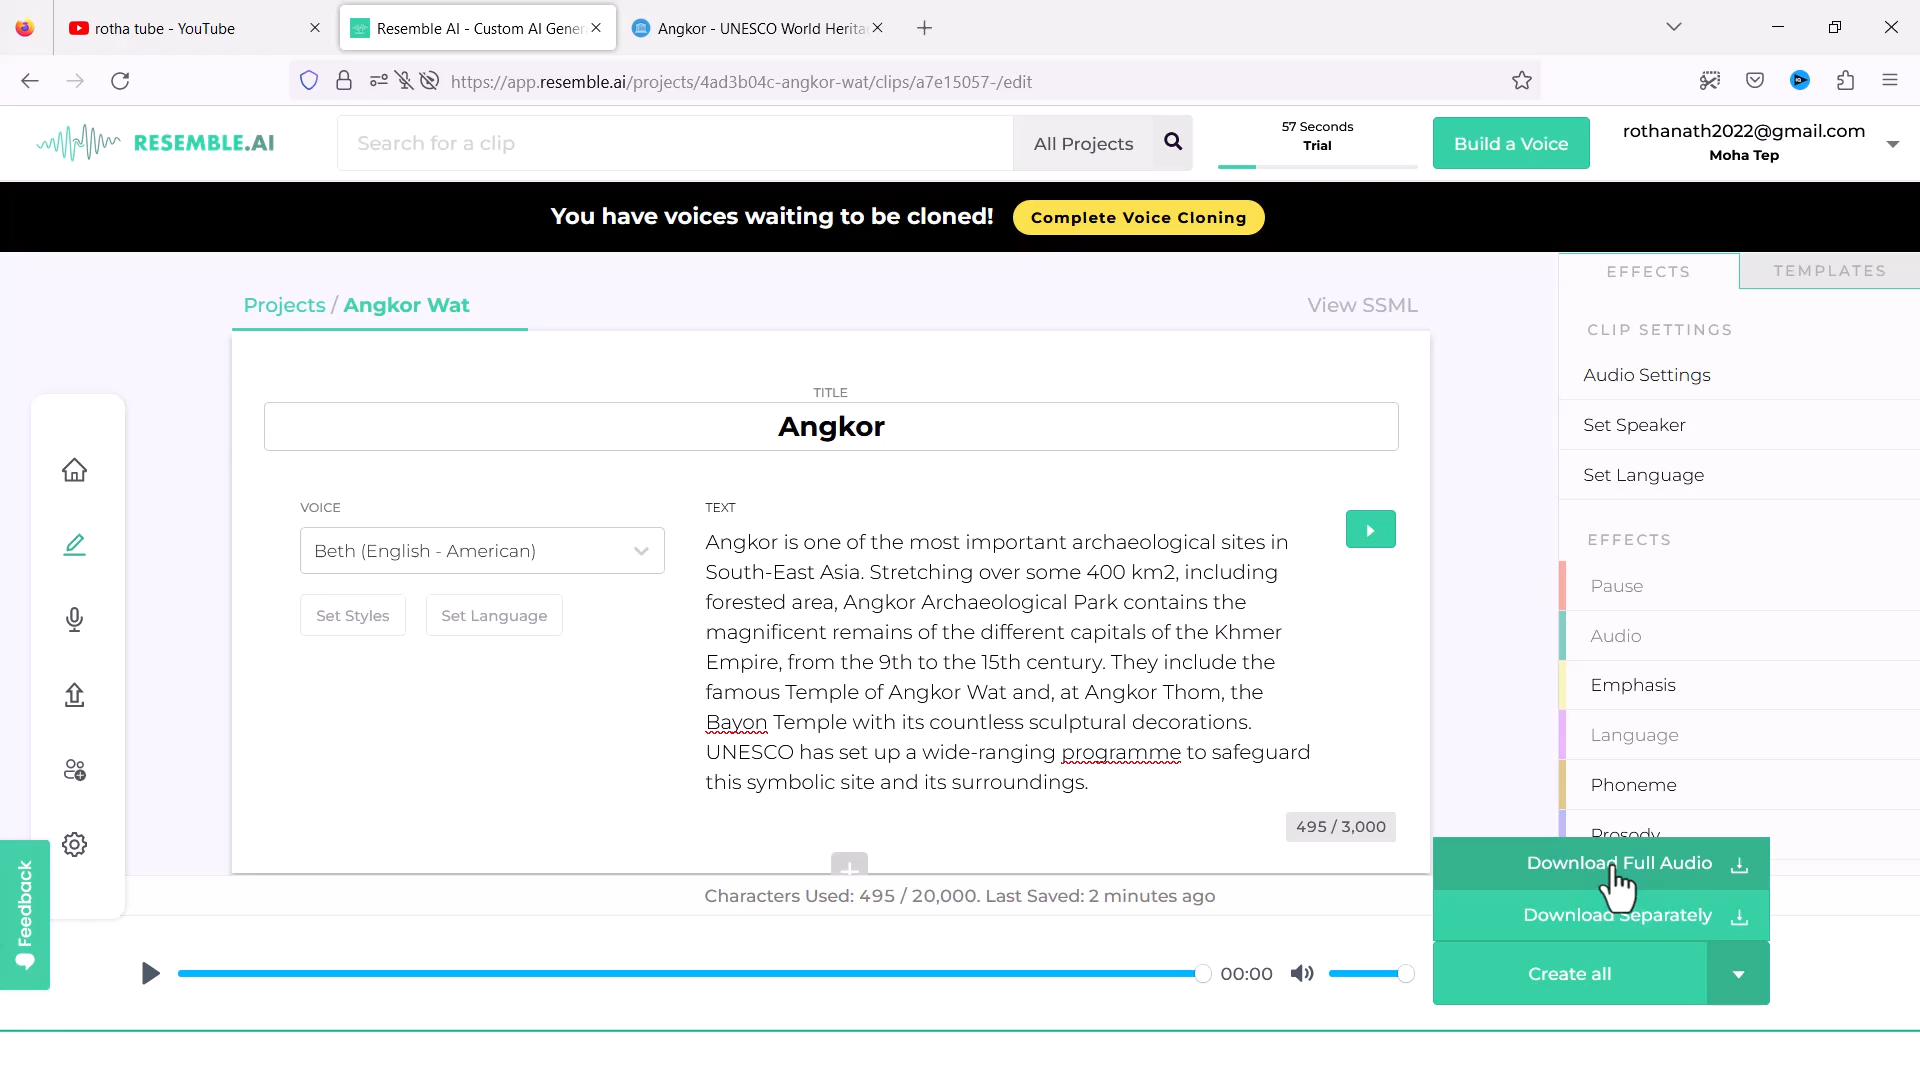 rotha tube - YouTube
Resemble AI - Custom AI Gener
Angkor - UNESCO World Herita
https://app.resemble.ai/projects/4ad3b04c-angkor-wat/clips/a7e15057-/edit
RESEMBLE.AI
Search for a clip
All Projects
57 Seconds
Trial
Build a Voice
rothanath2022@gmail.com
Moha Tep
You have voices waiting to be cloned!
Complete Voice Cloning
Projects / Angkor Wat
View SSML
TITLE
Angkor
VOICE
Beth (English - American)
Set Styles
Set Language
TEXT
Angkor is one of the most important archaeological sites in
South-East Asia. Stretching over some 400 km2, including
forested area, Angkor Archaeological Park contains the
magnificent remains of the different capitals of the Khmer
Empire, from the 9th to the 15th century. They include the
famous Temple of Angkor Wat and, at Angkor Thom, the
Bayon Temple with its countless sculptural decorations.
UNESCO has set up a wide-ranging programme to safeguard
this symbolic site and its surroundings.
495 / 3,000
Characters Used: 495 / 20,000. Last Saved: 2 minutes ago
00:00
EFFECTS
TEMPLATES
CLIP SETTINGS
Audio Settings
Set Speaker
Set Language
EFFECTS
Pause
Audio
Emphasis
Language
Phoneme
Prosody
Download Full Audio
Download Separately
Create all
Feedback